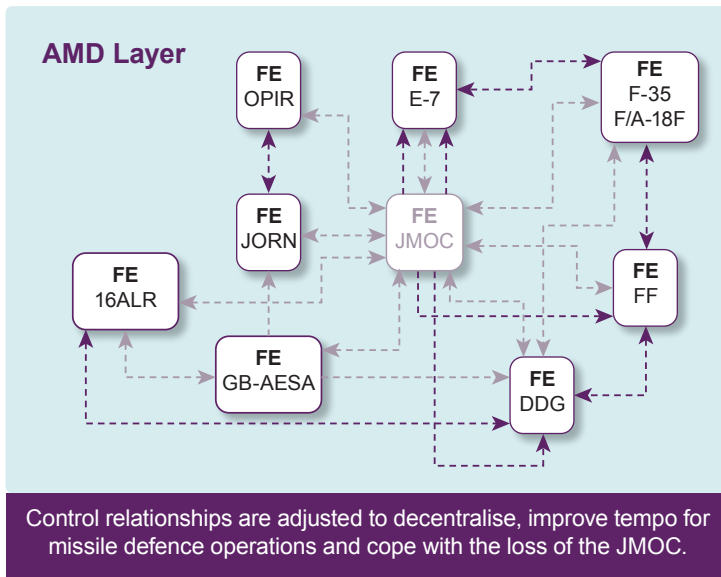 AMD Layer
FE
OPIR
FE
E-7
FE
F-35
F/A-18F
FE
JORN
FE
JMOC
FE
16ALR
FE
FF
FE
GB-AESA
FE
DDG
Control relationships are adjusted to decentralise, improve tempo for
missile defence operations and cope with the loss of the JMOC.